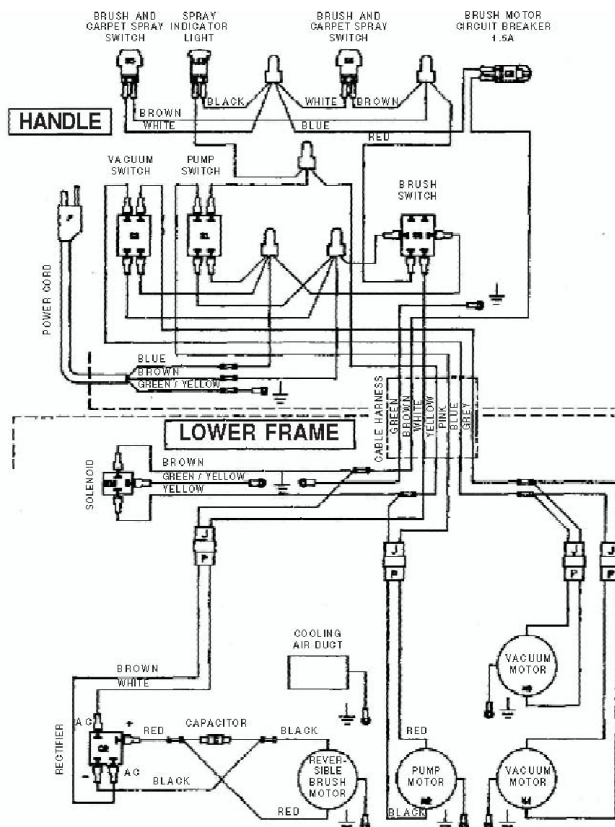 BRUSH AND
CARPET SPRAY
SWITCH
SPRAY
INDICATOR
LIGHT
BRUSH AND
CARPET SPRAY
SWITCH
BRUSH MOTOR
CIRCUIT BREAKER
1.5A
BLACK
WHITE
BROWN
BROWN
WHITE
BLUE
RED
HANDLE
VACUUM
SWITCH
PUMP
SWITCH
BRUSH
SWITCH
POWER CORD
BLUE
BROWN
GREEN / YELLOW
CABLE HARNESS
GREEN
BROWN
WHITE
YELLOW
PINK
BLUE
GREY
LOWER FRAME
SOLENOID
BROWN
GREEN / YELLOW
YELLOW
J
P
J
P
J
P
J
P
COOLING
AIR DUCT
BROWN
WHITE
VACUUM
MOTOR
RECTIFIER
AC
+
RED
CAPACITOR
BLACK
-
AC
BLACK
RED
REVER-
SIBLE
BRUSH
MOTOR
RED
PUMP
MOTOR
BLACK
VACUUM
MOTOR